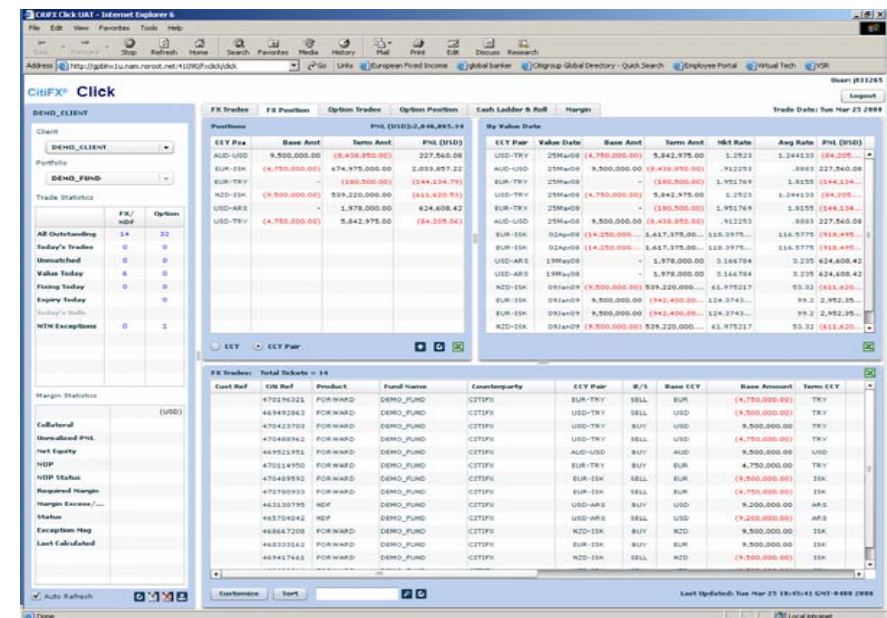 CitiFX Click UAT - Internet Explorer 6
File Edit View Favorites Tools Help
Back Forward Stop Refresh Home Search Favorites Media History Mail Print Edit Discuss Research
Address Go Links European Fixed Income global banker Citigroup Global Directory - Quick Search Employee Portal Virtual Tech VSR
User: jt31265
CitiFX® Click
Logout
DEMO_CLIENT
FX Trades FX Position Option Trades Option Position Cash Ladder & Roll Margin Trade Date: Tue Mar 25 2008
Client
DEMO_CLIENT
Portfolio
DEMO_FUND
Trade Statistics
FX/NDF Option
All Outstanding 14 32
Today's Trades 0 0
Unmatched 0 0
Value Today 6 0
Fixing Today 0 0
Expiry Today 0
Today's Rolls
MTM Exceptions 0 1
Margin Statistics
(USD)
Collateral
Unrealized PNL
Net Equity
NOP
NOP Status
Required Margin
Margin Excess/...
Status
Exception Msg
Last Calculated
Auto Refresh
Positions PNL (USD):2,846,865.34
CCY Pos Base Amt Term Amt PNL (USD)
AUD-USD 9,500,000.00 (8,438,850.00) 227,560.08
EUR-ISK (4,750,000.00) 674,975,000.00 2,033,857.22
EUR-TRY - (180,500.00) (144,134.79)
NZD-ISK (9,500,000.00) 539,220,000.00 (611,620.53)
USD-ARS - 1,978,000.00 624,608.42
USD-TRY (4,750,000.00) 5,842,975.00 (84,205.06)
CCY CCY Pair
By Value Date
CCY Pair Value Date Base Amt Term Amt Mkt Rate Avg Rate PNL (USD)
USD-TRY 25Mar08 (4,750,000.00) 5,842,975.00 1.2523 1.244133 (84,205....
AUD-USD 25Mar08 9,500,000.00 (8,438,850.00) .912253 .8883 227,560.08
EUR-TRY 25Mar08 - (180,500.00) 1.951769 1.8155 (144,134....
USD-TRY 25Mar08 (4,750,000.00) 5,842,975.00 1.2523 1.244133 (84,205....
EUR-TRY 25Mar08 - (180,500.00) 1.951769 1.8155 (144,134....
AUD-USD 25Mar08 9,500,000.00 (8,438,850.00) .912253 .8883 227,560.08
EUR-ISK 02Apr08 (14,250,000.... 1,617,375,00... 118.3975... 116.5775 (918,495....
EUR-ISK 02Apr08 (14,250,000.... 1,617,375,00... 118.3975... 116.5775 (918,495....
USD-ARS 19May08 - 1,978,000.00 3.166784 3.235 624,608.42
USD-ARS 19May08 - 1,978,000.00 3.166784 3.235 624,608.42
NZD-ISK 09Jan09 (9,500,000.00) 539,220,000.... 61.975217 53.32 (611,620....
EUR-ISK 09Jan09 9,500,000.00 (942,400,00... 124.3743... 99.2 2,952,35...
EUR-ISK 09Jan09 9,500,000.00 (942,400,00... 124.3743... 99.2 2,952,35...
NZD-ISK 09Jan09 (9,500,000.00) 539,220,000.... 61.975217 53.32 (611,620....
FX Trades: Total Tickets = 14
Cust Ref Citi Ref Product Fund Name Counterparty CCY Pair B/S Base CCY Base Amount Term CCY
470196321 FORWARD DEMO_FUND CITIFX EUR-TRY SELL EUR (4,750,000.00) TRY
469492863 FORWARD DEMO_FUND CITIFX USD-TRY SELL USD (9,500,000.00) TRY
470423703 FORWARD DEMO_FUND CITIFX USD-TRY BUY USD 9,500,000.00 TRY
470488962 FORWARD DEMO_FUND CITIFX USD-TRY SELL USD (4,750,000.00) TRY
469521951 FORWARD DEMO_FUND CITIFX AUD-USD BUY AUD 9,500,000.00 USD
470114950 FORWARD DEMO_FUND CITIFX EUR-TRY BUY EUR 4,750,000.00 TRY
470489592 FORWARD DEMO_FUND CITIFX EUR-ISK SELL EUR (9,500,000.00) ISK
470780933 FORWARD DEMO_FUND CITIFX EUR-ISK SELL EUR (4,750,000.00) ISK
463130795 NDF DEMO_FUND CITIFX USD-ARS BUY USD 9,200,000.00 ARS
465704042 NDF DEMO_FUND CITIFX USD-ARS SELL USD (9,200,000.00) ARS
468667208 FORWARD DEMO_FUND CITIFX NZD-ISK BUY NZD 9,500,000.00 ISK
468333162 FORWARD DEMO_FUND CITIFX EUR-ISK BUY EUR 9,500,000.00 ISK
469417661 FORWARD DEMO_FUND CITIFX NZD-ISK SELL NZD (9,500,000.00) ISK
Customize Sort Last Updated: Tue Mar 25 18:45:41 GMT-0400 2008
Done Local intranet